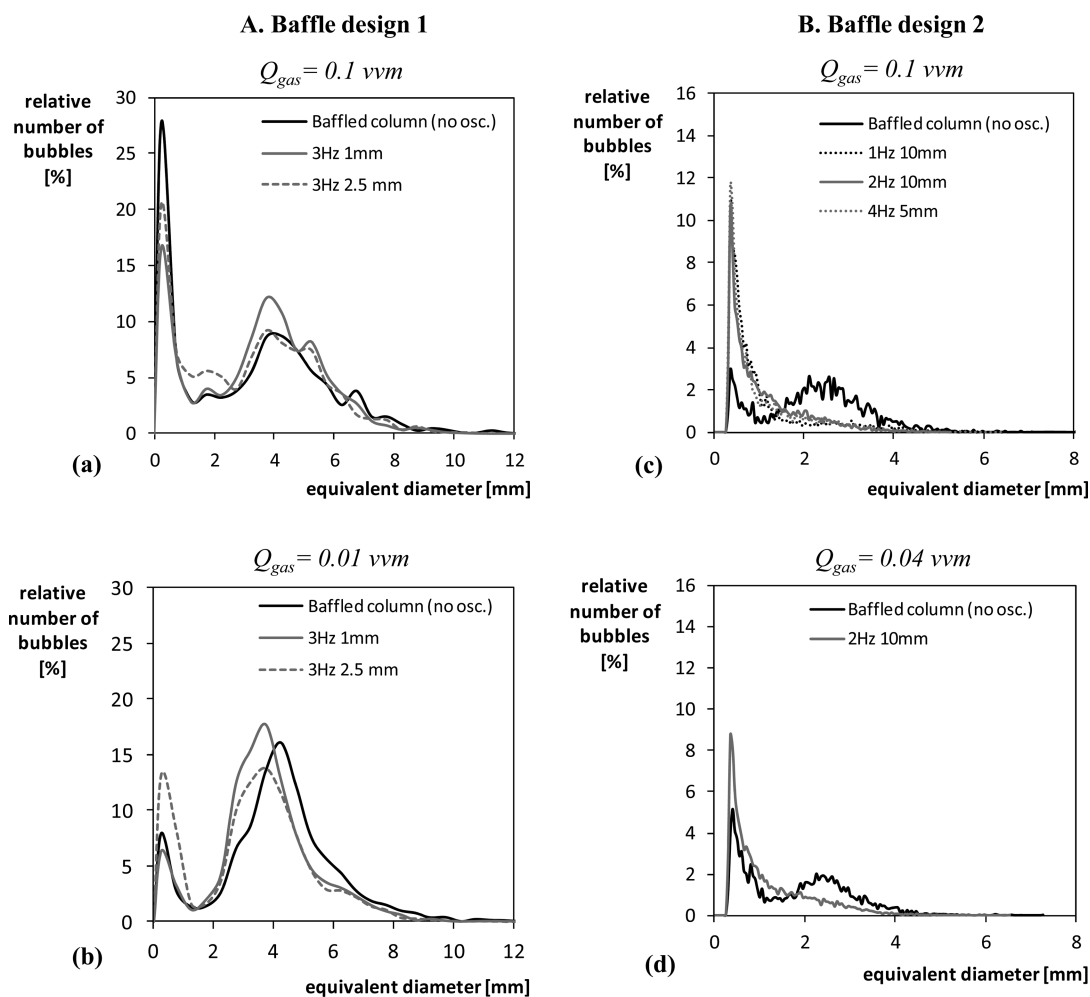 A. Baffle design 1
Q_gas= 0.1 vvm
relative
number of
bubbles
[%]
30
25
20
15
10
5
0
Baffled column (no osc.)
3Hz 1mm
3Hz 2.5 mm
0 2 4 6 8 10 12
equivalent diameter [mm]
(a)
B. Baffle design 2
Q_gas= 0.1 vvm
relative
number of
bubbles
[%]
16
14
12
10
8
6
4
2
0
Baffled column (no osc.)
1Hz 10mm
2Hz 10mm
4Hz 5mm
0 2 4 6 8
equivalent diameter [mm]
(c)
Q_gas= 0.01 vvm
relative
number of
bubbles
[%]
30
25
20
15
10
5
0
Baffled column (no osc.)
3Hz 1mm
3Hz 2.5 mm
0 2 4 6 8 10 12
equivalent diameter [mm]
(b)
Q_gas= 0.04 vvm
relative
number of
bubbles
[%]
16
14
12
10
8
6
4
2
0
Baffled column (no osc.)
2Hz 10mm
0 2 4 6 8
equivalent diameter [mm]
(d)